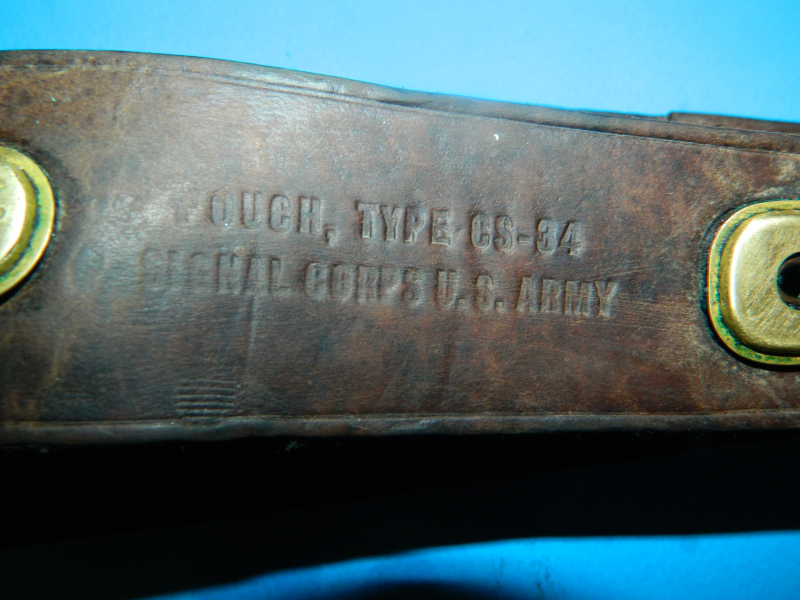 POUCH, TYPE CS-34
SIGNAL CORPS U.S. ARMY